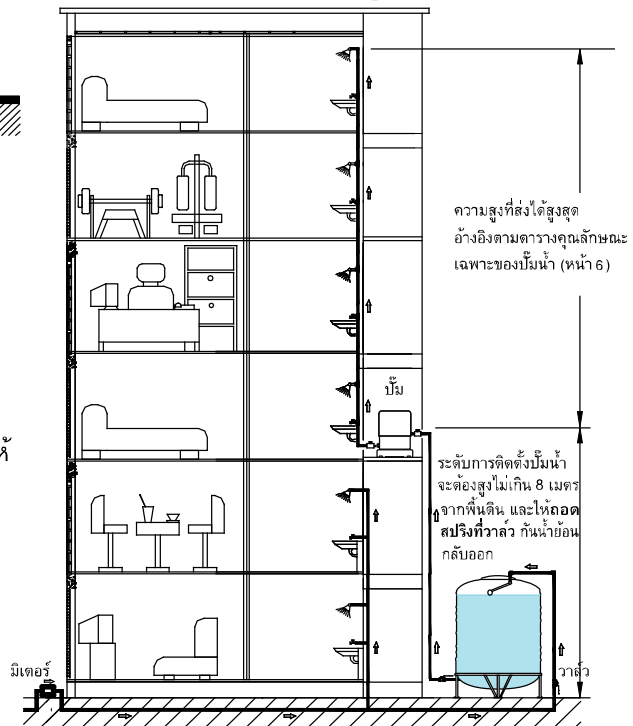 ความสูงที่ส่งได้สูงสุด
อ้างอิงตามตารางคุณลักษณะ
เฉพาะของปั๊มน้ำ (หน้า 6)
ปั๊ม
ห้
ระดับการติดตั้งปั๊มน้ำ
จะต้องสูงไม่เกิน 8 เมตร
จากพื้นดิน และให้ถอด
สปริงที่วาล์ว กันน้ำย้อน
กลับออก
มิเตอร์
วาล์ว